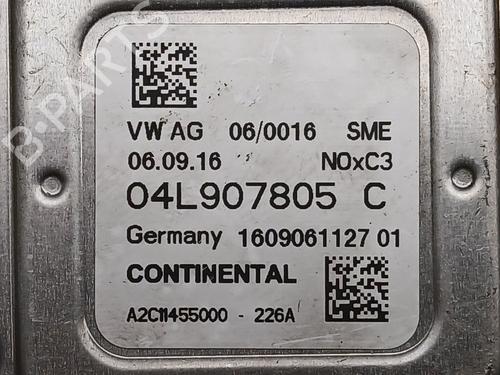 B-PARTS
VW AG 06/0016 SME
06.09.16 NOxC3
04L907805 C
Germany 1609061127 01
CONTINENTAL
A2C11455000 - 226A